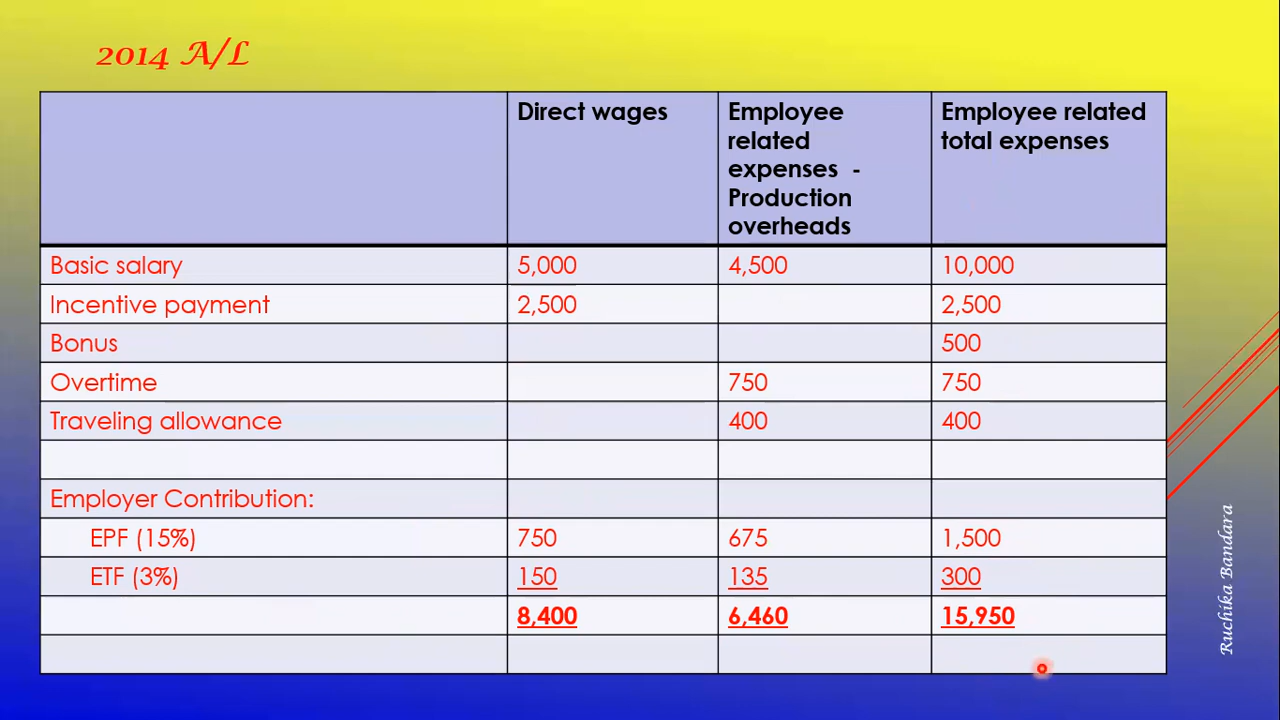 2014 A/L
Direct wages
Employee
related
expenses -
Production
overheads
Employee related
total expenses
Basic salary 5,000 4,500 10,000
Incentive payment 2,500 2,500
Bonus 500
Overtime 750 750
Traveling allowance 400 400
Employer Contribution:
EPF (15%) 750 675 1,500
ETF (3%) 150 135 300
8,400 6,460 15,950
Ruchika Bandara